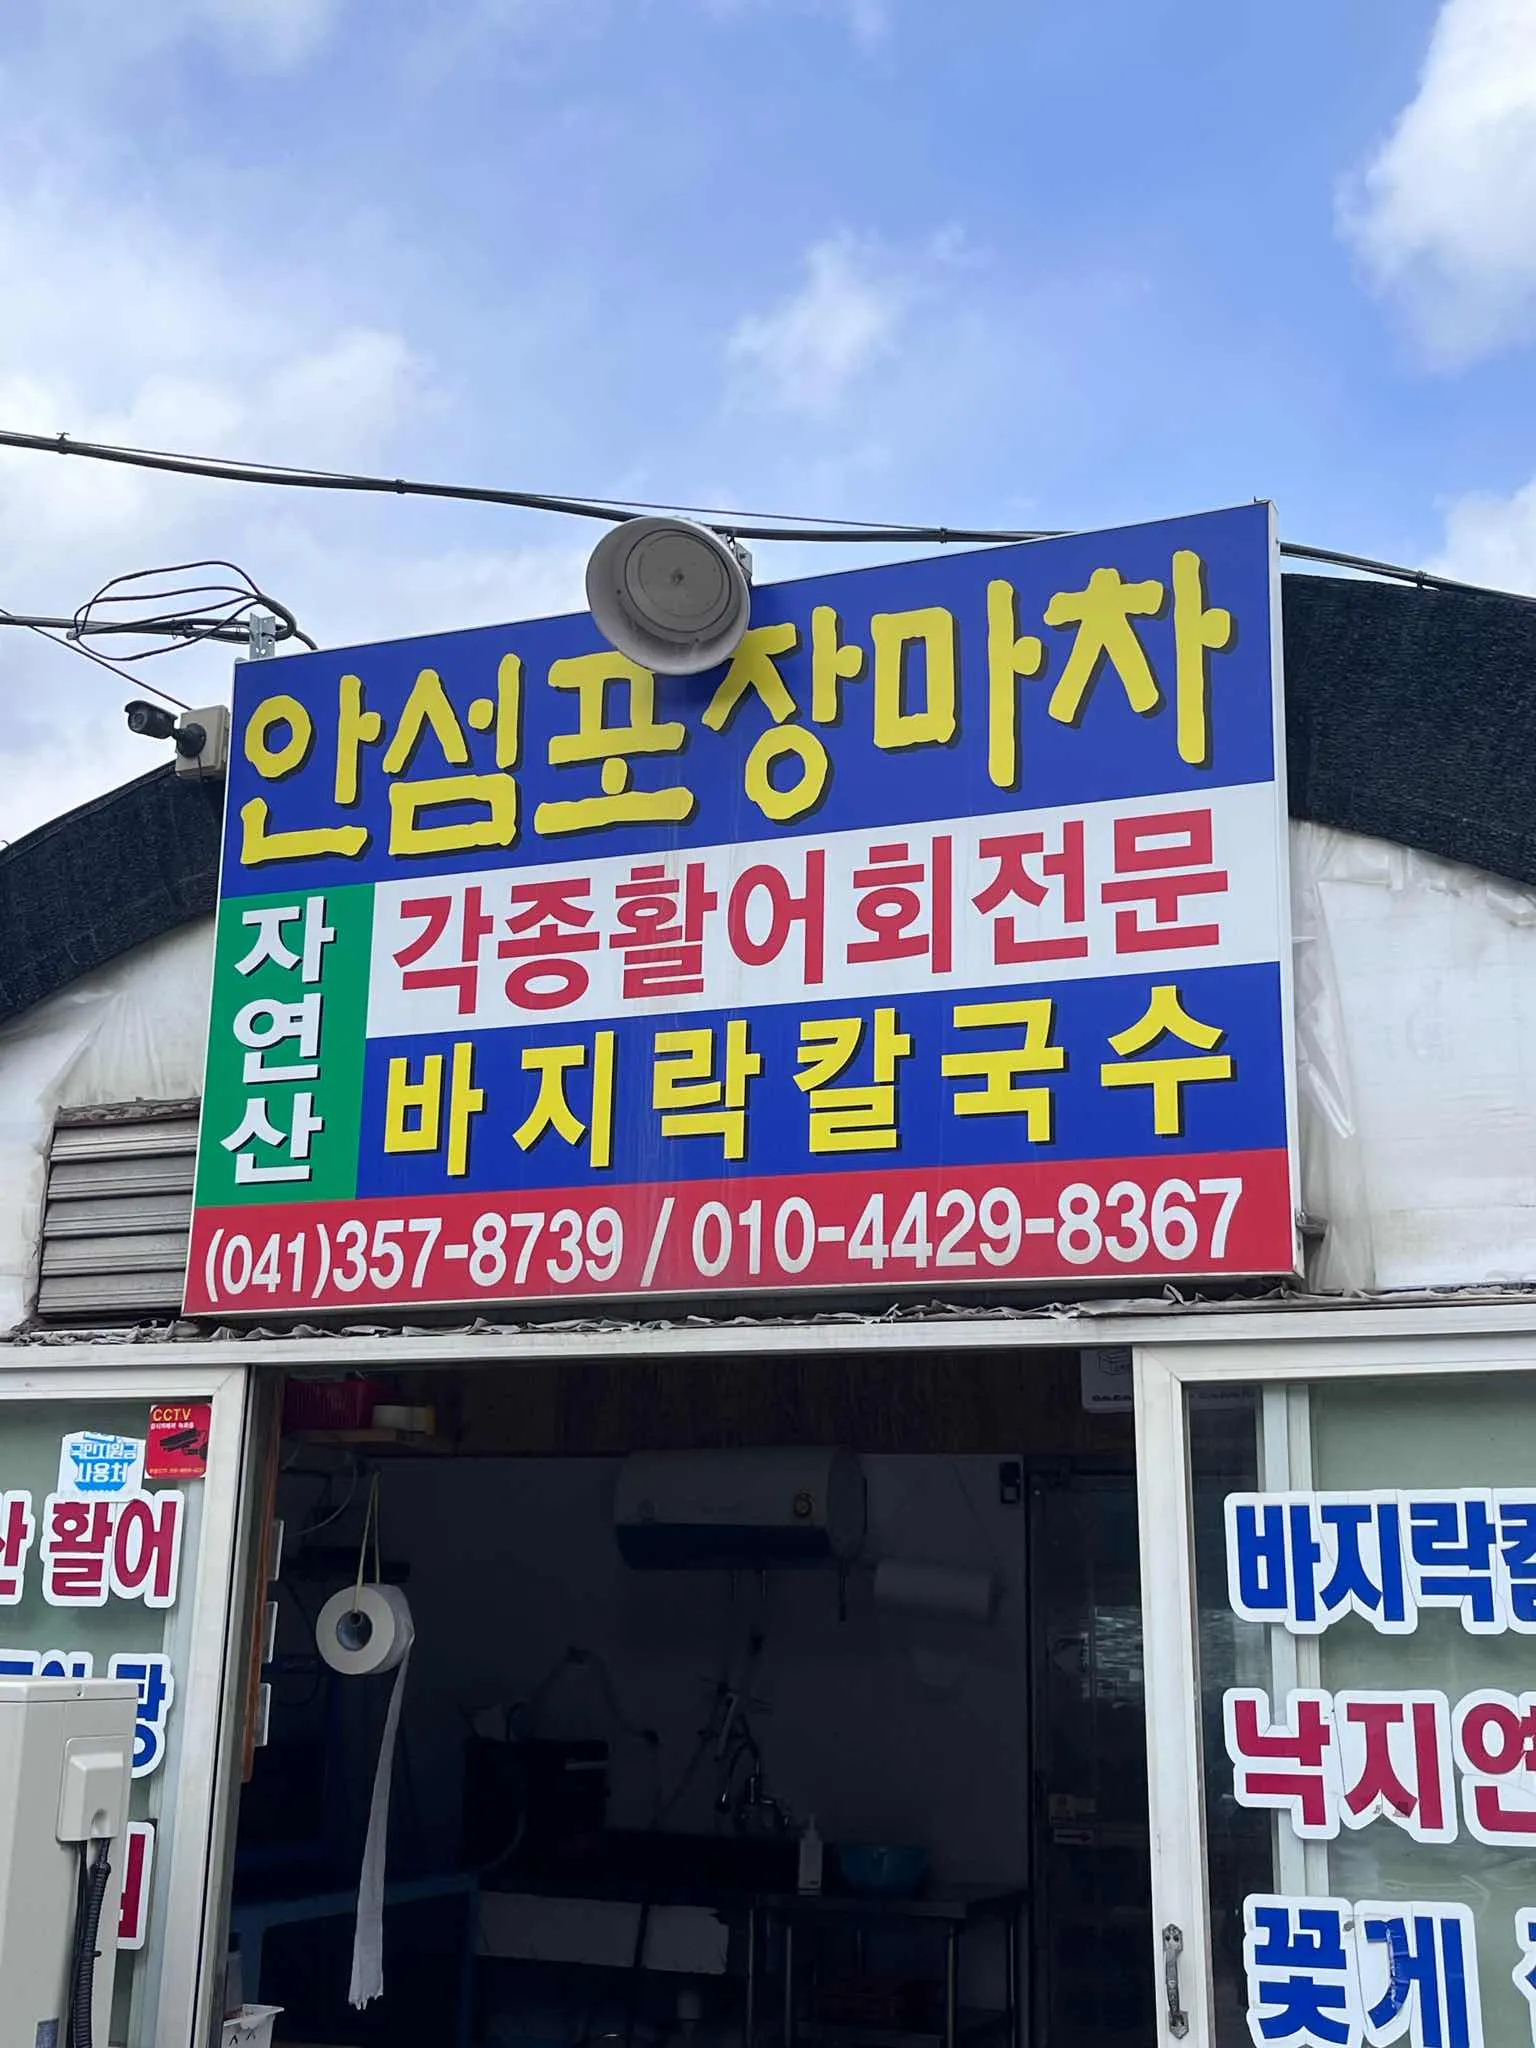 안섬포장마차
자연산
각종활어회전문
바지락칼국수
(041)357-8739 / 010-4429-8367
CCTV
국민지원금
사용처
산 활어
바지락칼
낙지연
꽃게